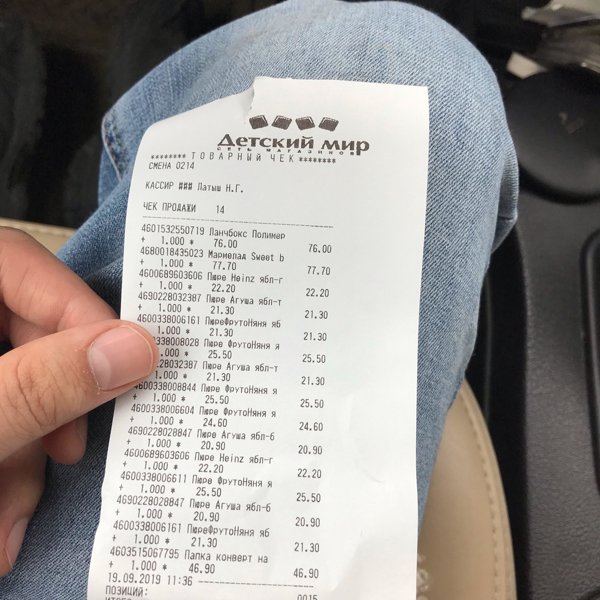 Детский мир
СЕТЬ МАГАЗИНОВ
******** ТОВАРНЫЙ ЧЕК ********
СМЕНА 0214
КАССИР ### Латыш Н.Г.
ЧЕК ПРОДАЖИ 14
4601532550719 Ланчбокс Полимер
+ 1.000 * 76.00 76.00
4680018435023 Мармелад Sweet b
+ 1.000 * 77.70 77.70
4600689603606 Пюре Heinz ябл-г
+ 1.000 * 22.20 22.20
4690228032387 Пюре Агуша ябл-т
+ 1.000 * 21.30 21.30
4600338006161 ПюреФрутоНяня яб
1.000 * 21.30 21.30
338008028 Пюре ФрутоНяня я
.000 * 25.50 25.50
28032387 Пюре Агуша ябл-т
1.000 * 21.30 21.30
4600338008844 Пюре ФрутоНяня я
+ 1.000 * 25.50 25.50
4600338006604 Пюре ФрутоНяня я
+ 1.000 * 24.60 24.60
4690228028847 Пюре Агуша ябл-б
+ 1.000 * 20.90 20.90
4600689603606 Пюре Heinz ябл-г
+ 1.000 * 22.20 22.20
4600338006611 Пюре ФрутоНяня я
+ 1.000 * 25.50 25.50
4690228028847 Пюре Агуша ябл-б
+ 1.000 * 20.90 20.90
4600338006161 ПюреФрутоНяня яб
+ 1.000 * 21.30 21.30
4603515067795 Папка конверт на
+ 1.000 * 46.90 46.90
19.09.2019 11:36
ПОЗИЦИЙ: 0015